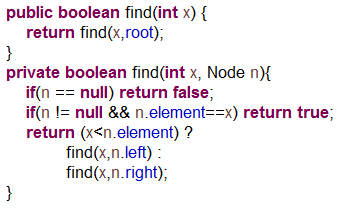 public boolean find(int x) {
return find(x,root);
}
private boolean find(int x, Node n){
if(n == null) return false;
if(n != null && n.element==x) return true;
return (x<n.element) ?
find(x,n.left) :
find(x,n.right);
}